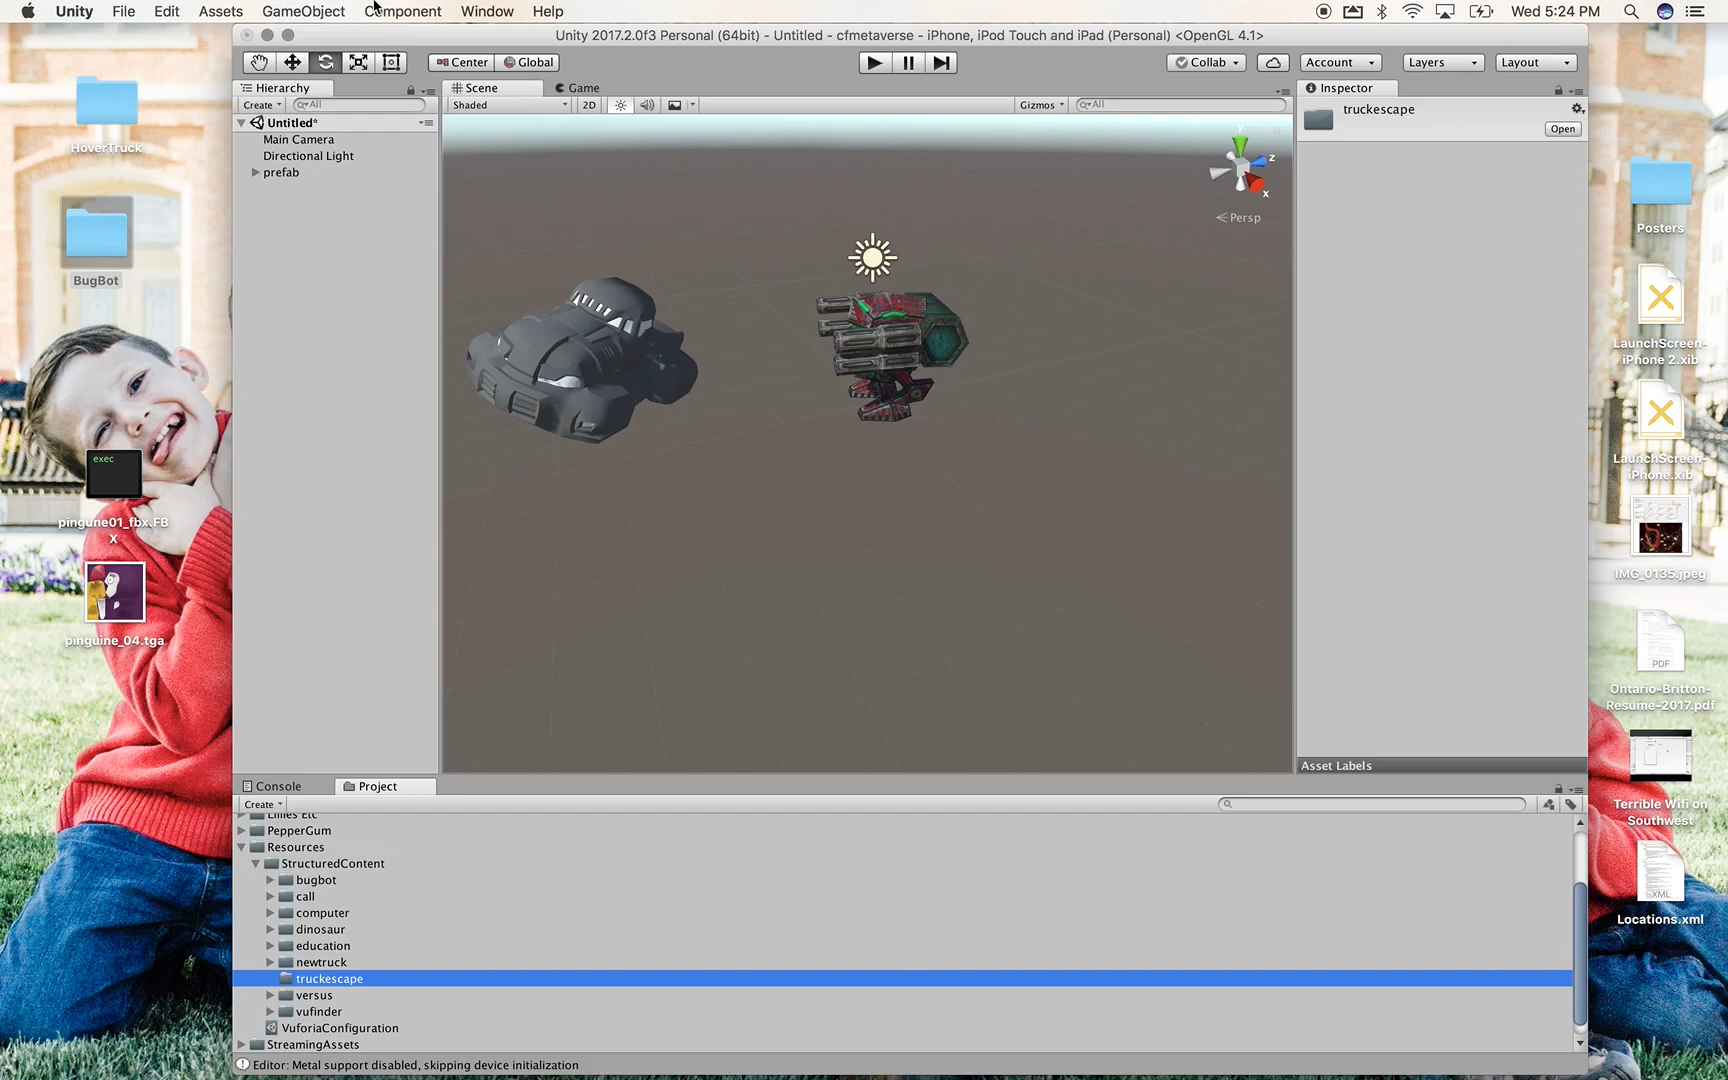 Unity File Edit Assets GameObject Component Window Help Wed 5:24 PM
Unity 2017.2.0f3 Personal (64bit) - Untitled - cfmetaverse - iPhone, iPod Touch and iPad (Personal) <OpenGL 4.1>
Center Global Collab Account Layers Layout
Hierarchy
Create All
Untitled*
Main Camera
Directional Light
prefab
Scene Game
Shaded 2D Gizmos All
y
z
x
Persp
Inspector
truckescape
Open
Asset Labels
Console Project
Create
Lillies Etc
PepperGum
Resources
StructuredContent
bugbot
call
computer
dinosaur
education
newtruck
truckescape
versus
vufinder
VuforiaConfiguration
StreamingAssets
Editor: Metal support disabled, skipping device initialization
HoverTruck
BugBot
exec
pingune01_fbx.FB
X
pinguine_04.tga
Posters
LaunchScreen-
iPhone 2.xib
LaunchScreen-
iPhone.xib
IMG_0135.jpeg
PDF
Ontario-Britton-
Resume-2017.pdf
Terrible Wifi on
Southwest
XML
Locations.xml